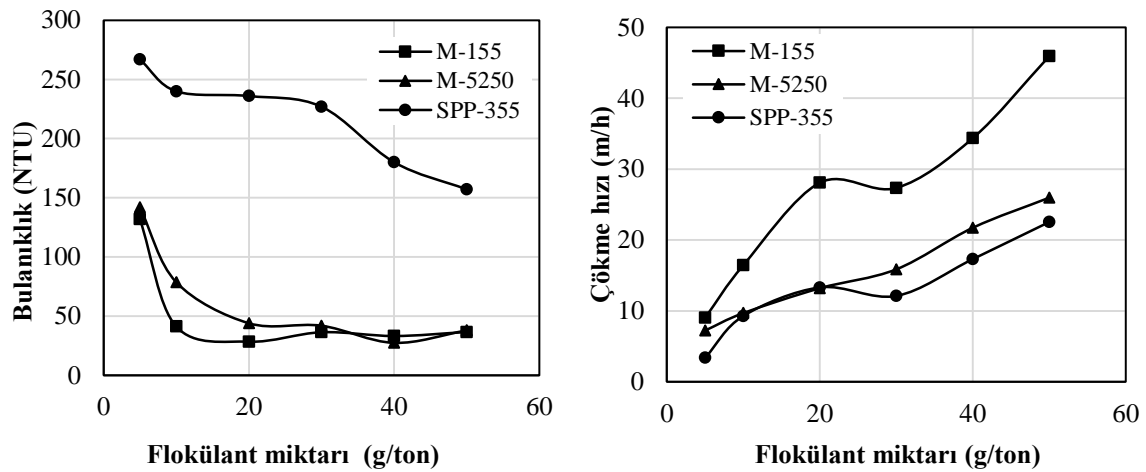 300
250
200
150
100
50
0
Bulanıklık (NTU)
M-155
M-5250
SPP-355
0
20
40
60
Flokülant miktarı (g/ton)
50
40
30
20
10
0
Çökme hızı (m/h)
M-155
M-5250
SPP-355
0
20
40
60
Flokülant miktarı (g/ton)